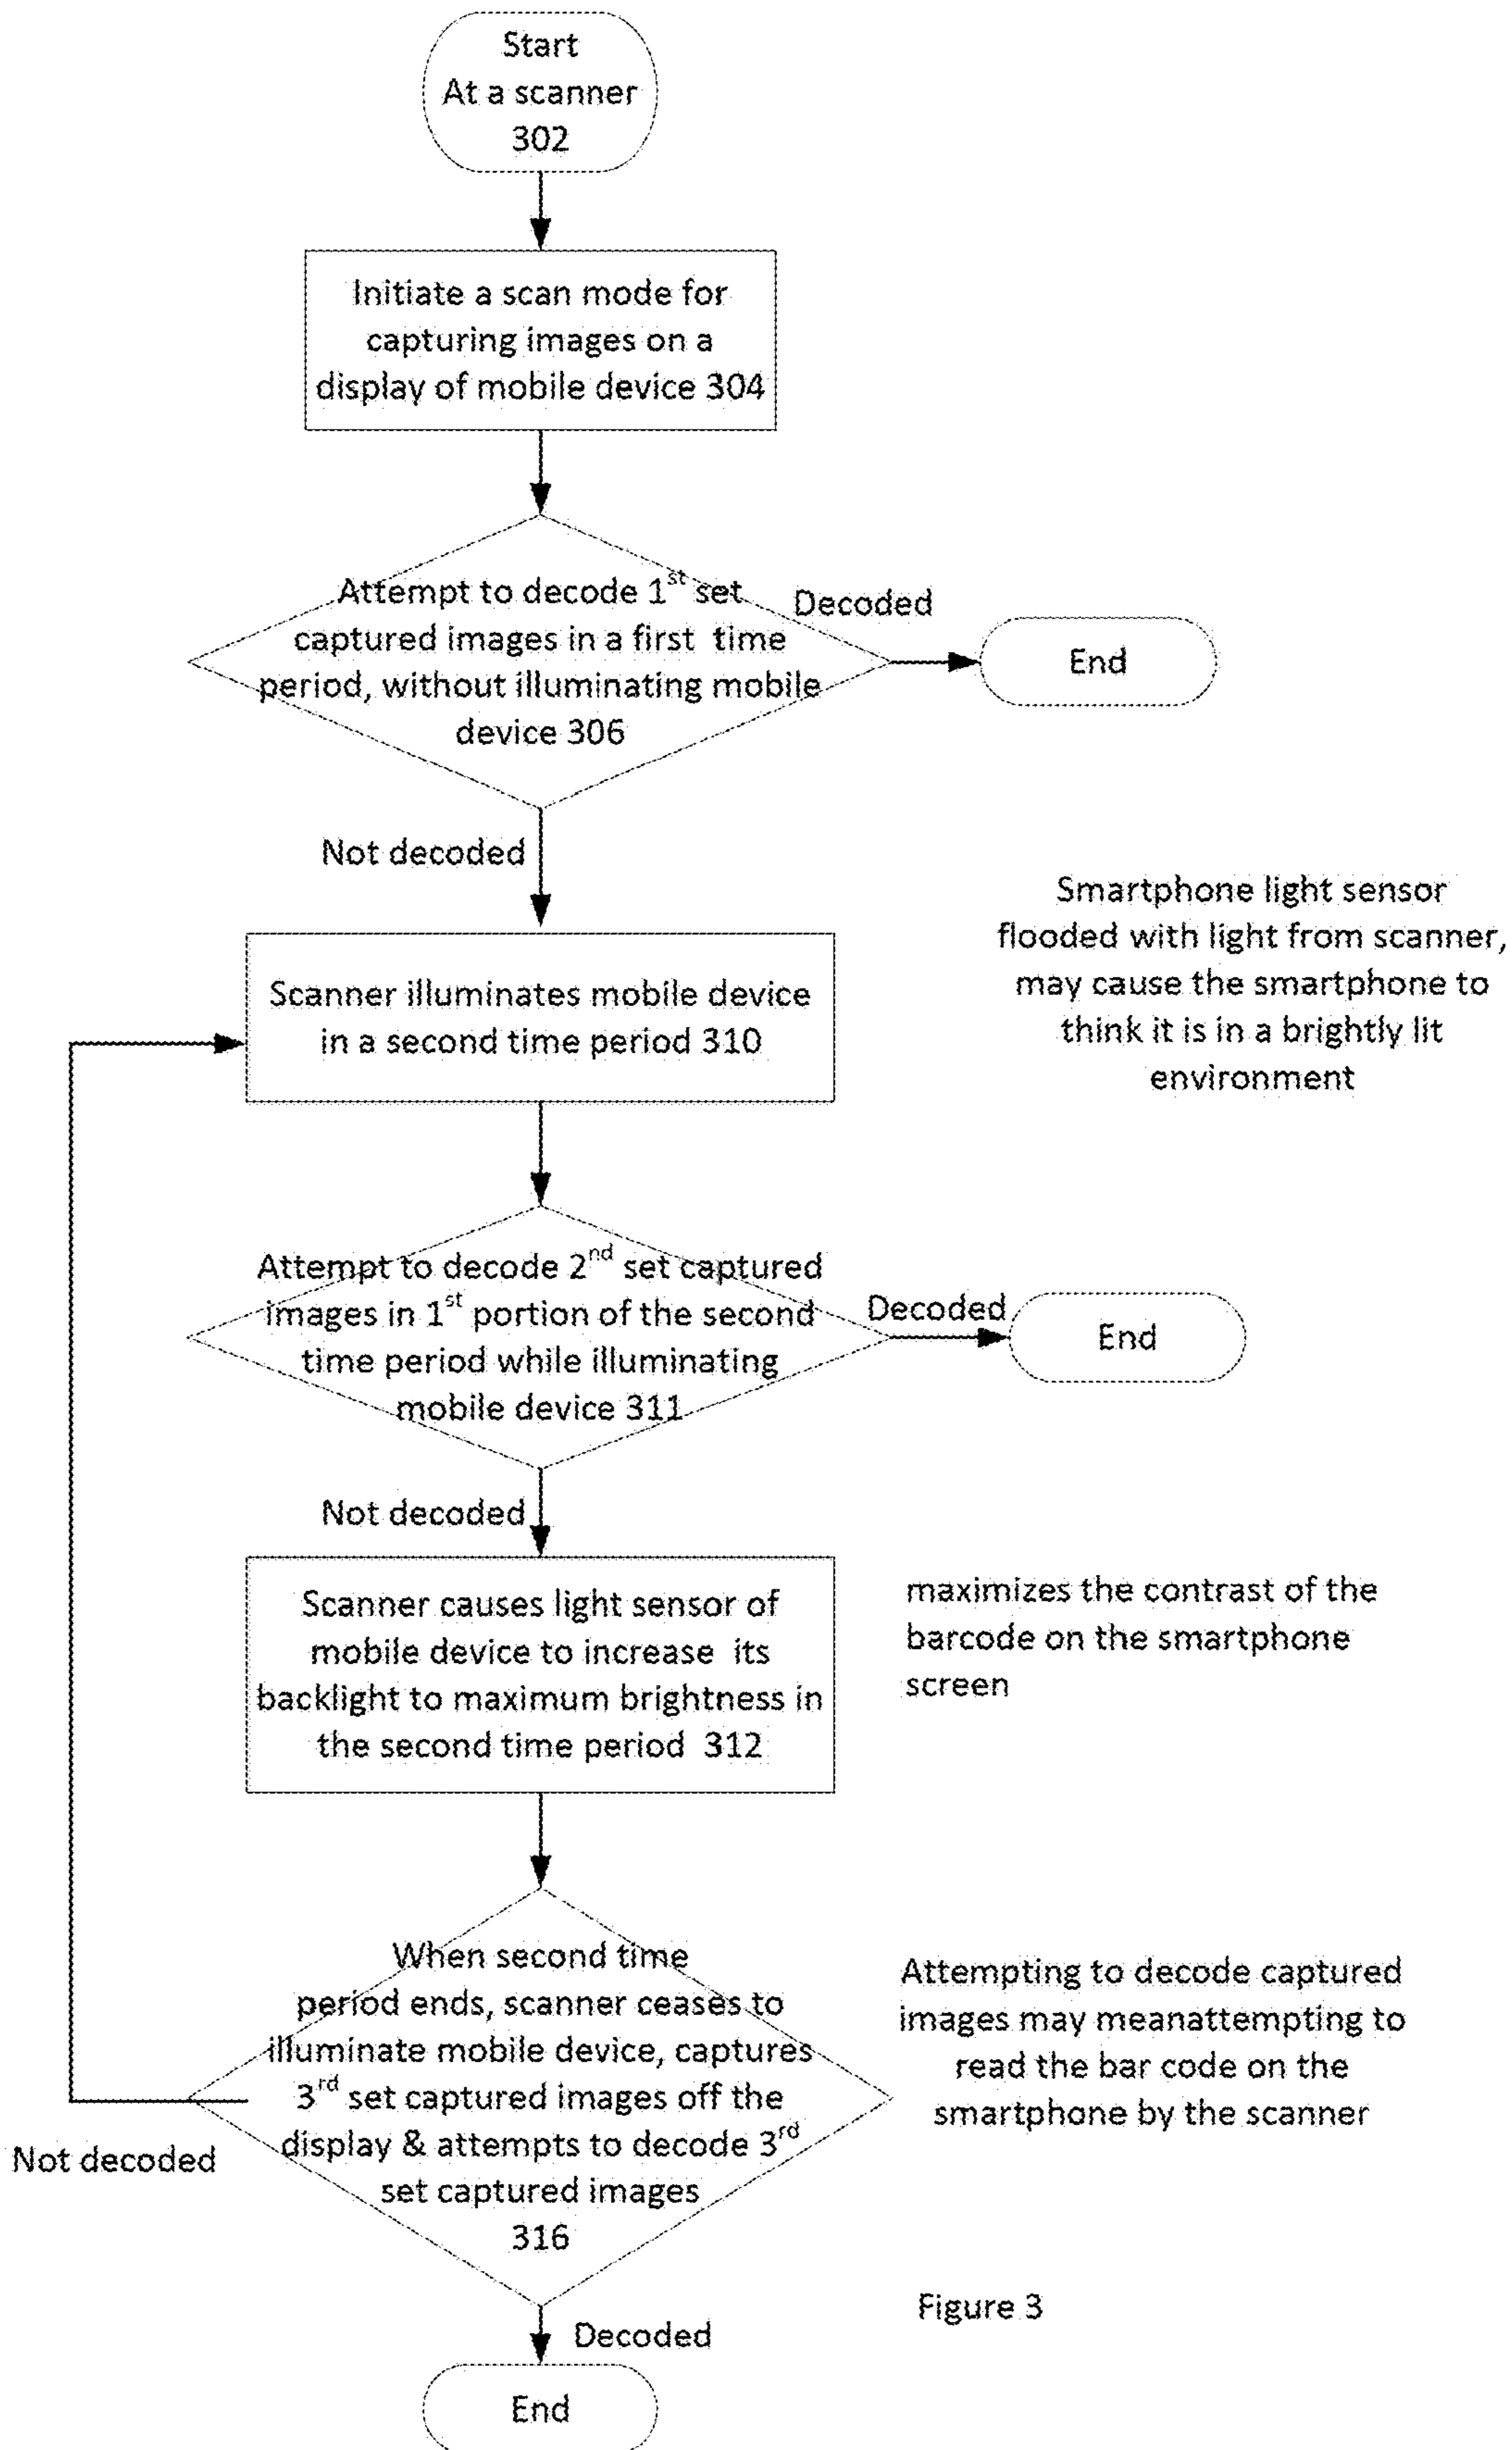 Start
At a scanner
302
Initiate a scan mode for
capturing images on a
display of mobile device 304
Attempt to decode 1st set
captured images in a first time
period, without illuminating mobile
device 306
Decoded
End
Not decoded
Smartphone light sensor
flooded with light from scanner,
may cause the smartphone to
think it is in a brightly lit
environment
Scanner illuminates mobile device
in a second time period 310
Attempt to decode 2nd set captured
images in 1st portion of the second
time period while illuminating
mobile device 311
Decoded
End
Not decoded
Scanner causes light sensor of
mobile device to increase its
backlight to maximum brightness in
the second time period 312
maximizes the contrast of the
barcode on the smartphone
screen
When second time
period ends, scanner ceases to
illuminate mobile device, captures
3rd set captured images off the
display & attempts to decode 3rd
set captured images
316
Attempting to decode captured
images may meanattempting to
read the bar code on the
smartphone by the scanner
Not decoded
Figure 3
Decoded
End